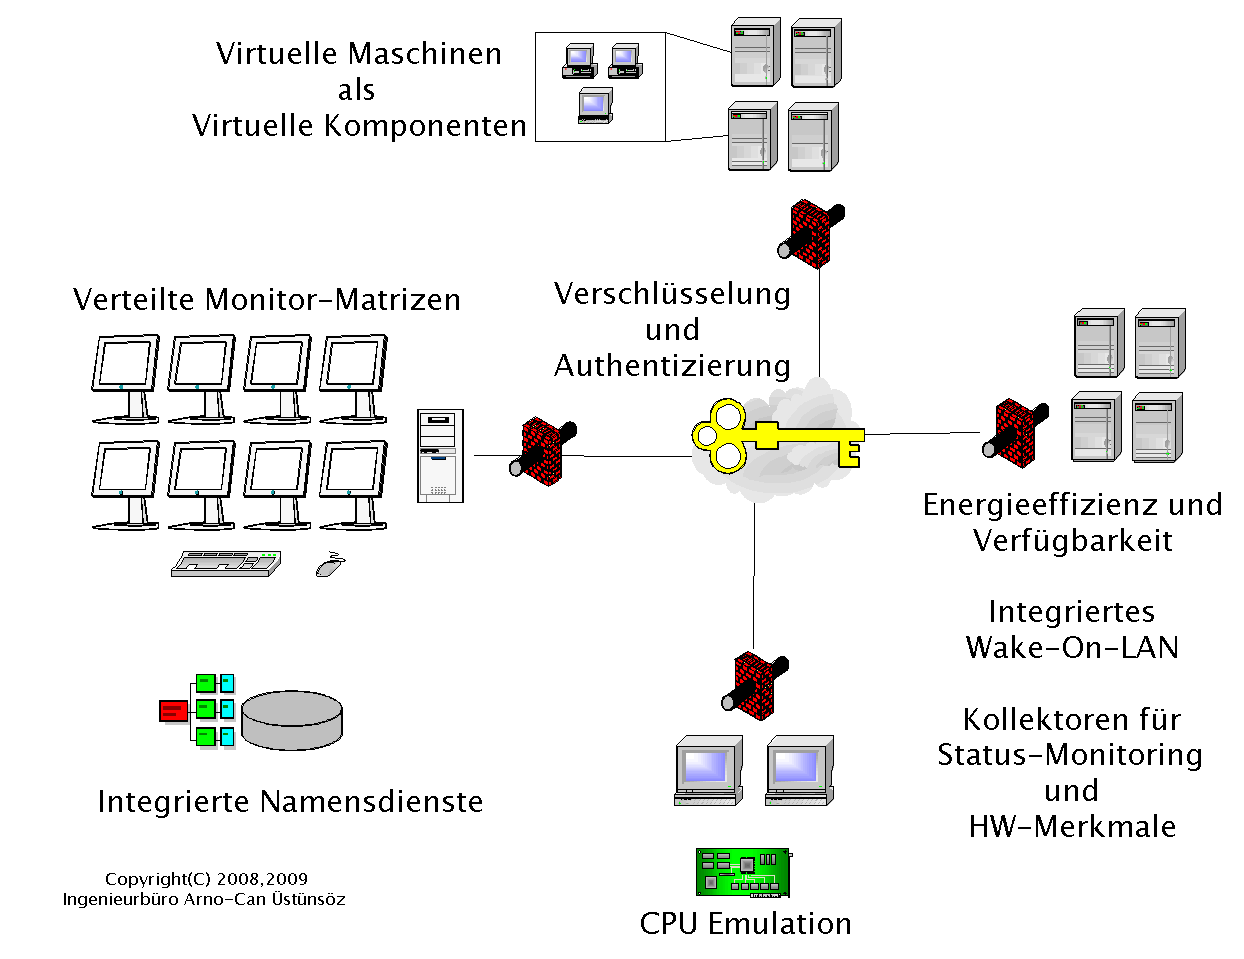 Virtuelle Maschinen
als
Virtuelle Komponenten
Verteilte Monitor-Matrizen
Verschlüsselung
und
Authentizierung
Energieeffizienz und
Verfügbarkeit
Integriertes
Wake-On-LAN
Kollektoren für
Status-Monitoring
und
HW-Merkmale
Integrierte Namensdienste
Copyright(C) 2008,2009
Ingenieurbüro Arno-Can Üstünsöz
CPU Emulation